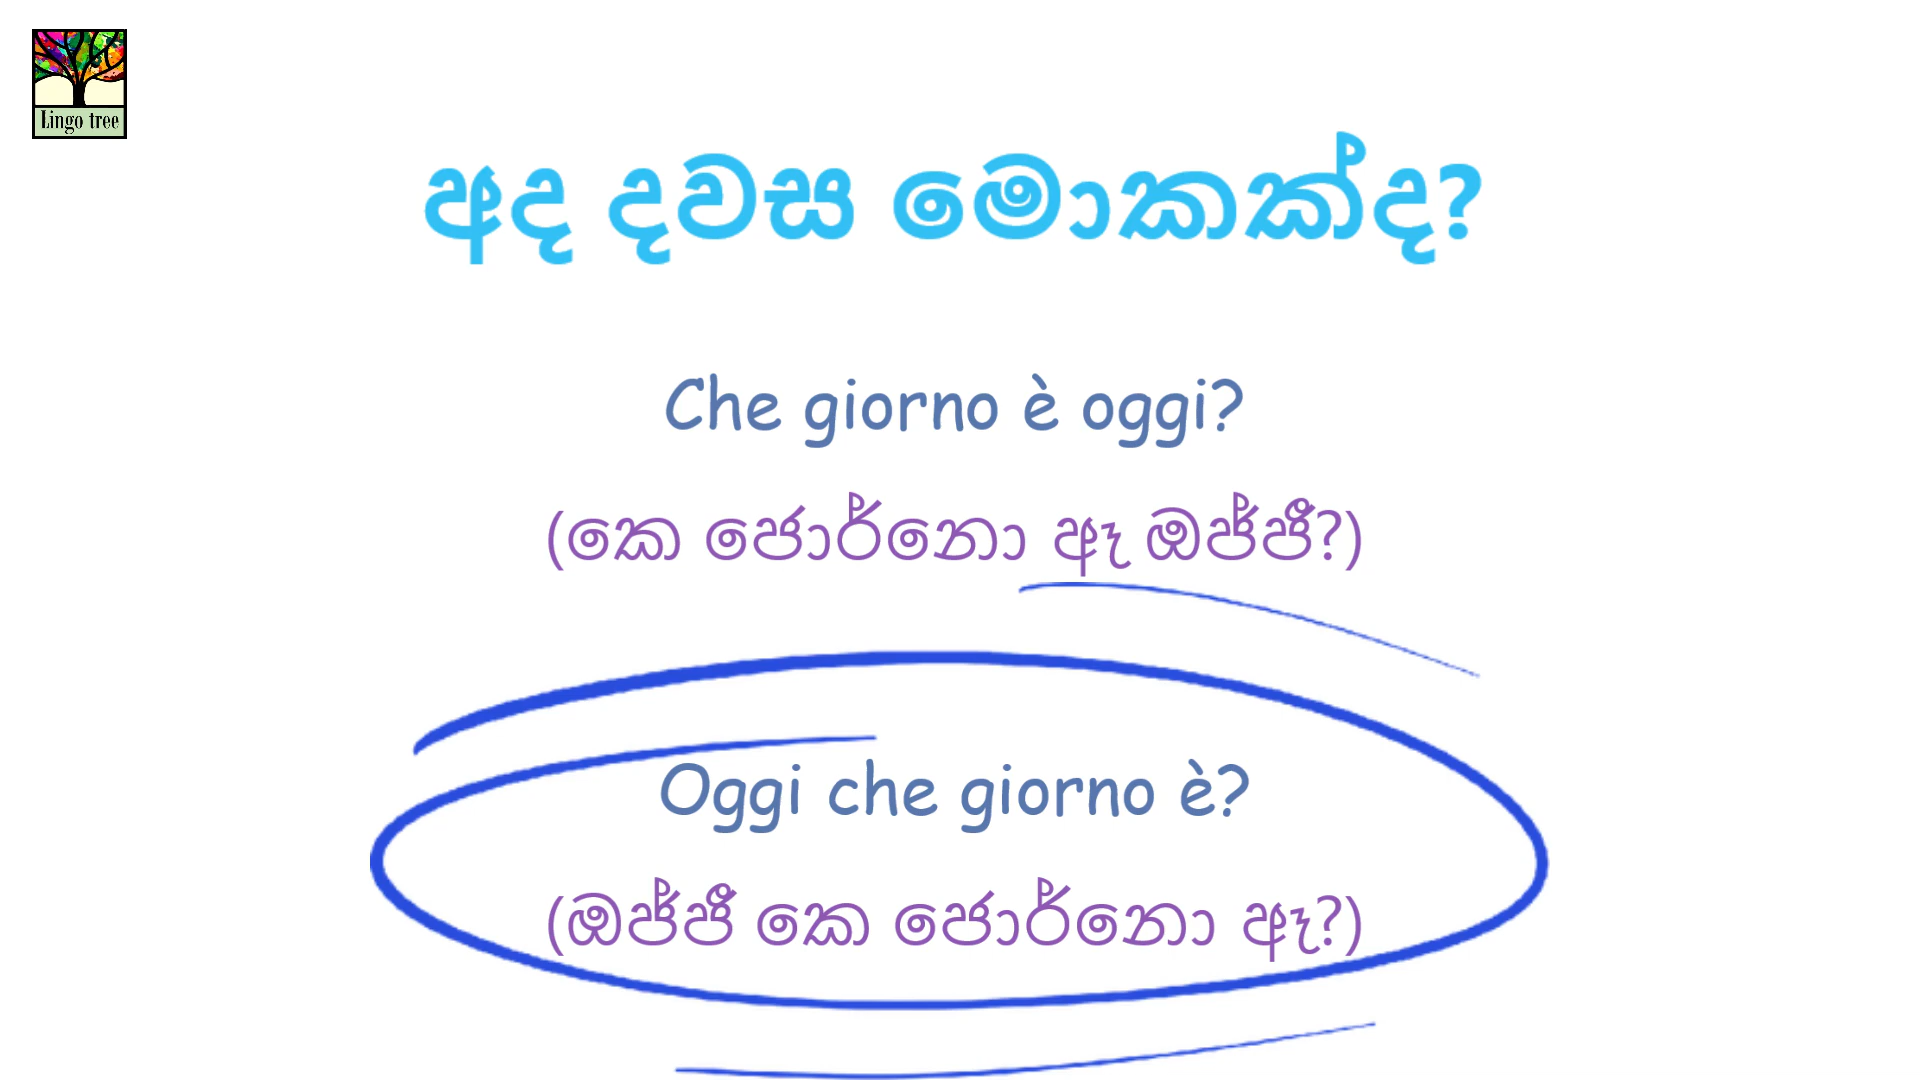 Lingo tree
අද දවස මොකක්ද?
Che giorno è oggi?
(කෙ ජොර්නො ඈ ඔජ්ජී?)
Oggi che giorno è?
(ඔජ්ජී කෙ ජොර්නො ඈ?)